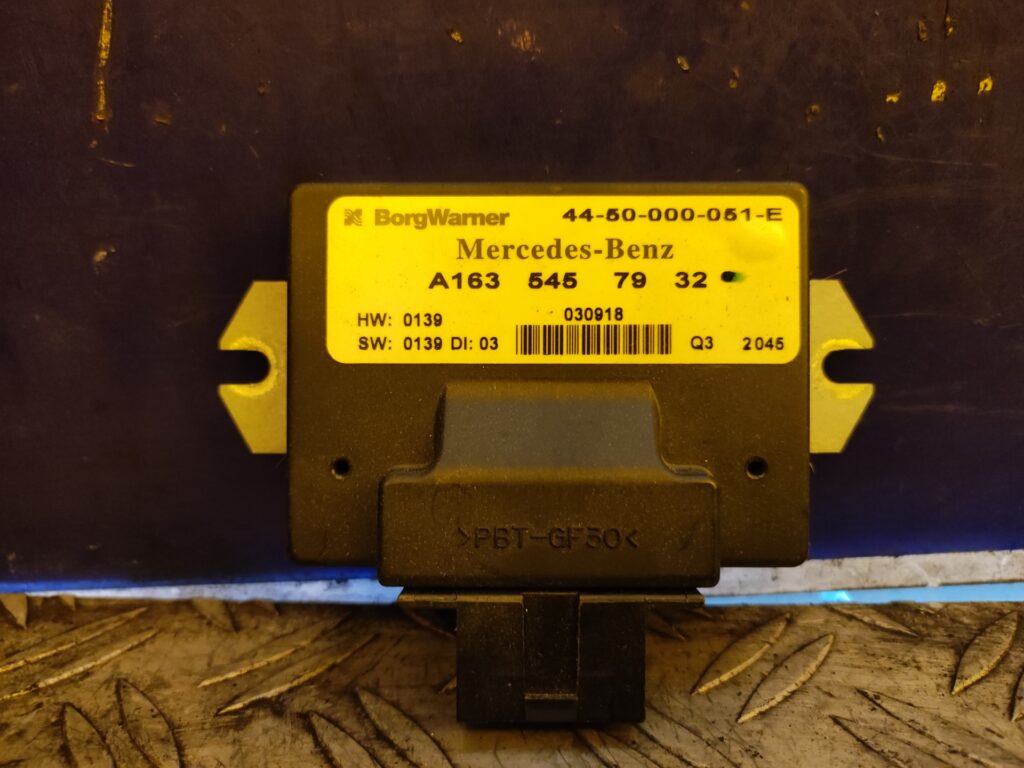 BorgWarner 44-50-000-051-E
Mercedes-Benz
A163 545 79 32
HW: 0139 030918
SW: 0139 DI: 03 Q3 2045
>PBT-GF30<